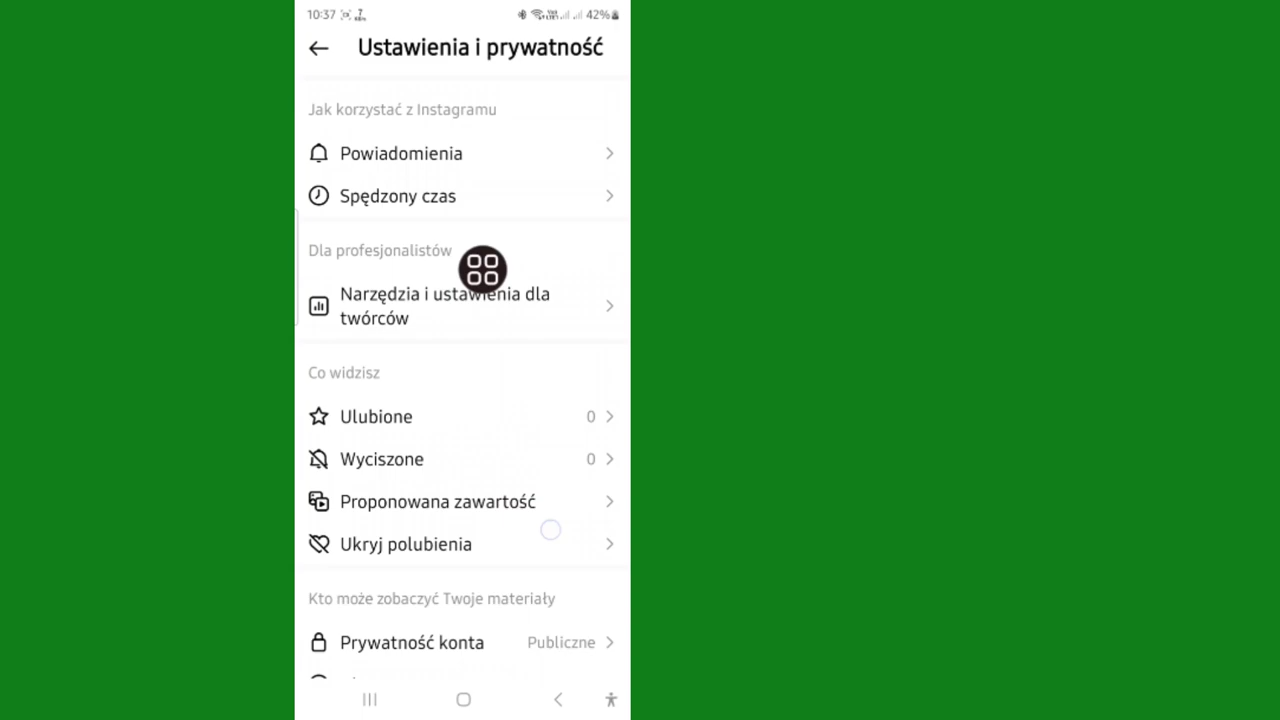 10:37 42%
Ustawienia i prywatność
Jak korzystać z Instagramu
Powiadomienia
Spędzony czas
Dla profesjonalistów
Narzędzia i ustawienia dla
twórców
Co widzisz
Ulubione 0
Wyciszone 0
Proponowana zawartość
Ukryj polubienia
Kto może zobaczyć Twoje materiały
Prywatność konta Publiczne